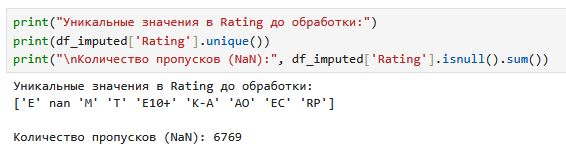 print("Уникальные значения в Rating до обработки:")
print(df_imputed['Rating'].unique())
print("\nКоличество пропусков (NaN):", df_imputed['Rating'].isnull().sum())
Уникальные значения в Rating до обработки:
['E' nan 'M' 'T' 'E10+' 'K-A' 'AO' 'EC' 'RP']
Количество пропусков (NaN): 6769